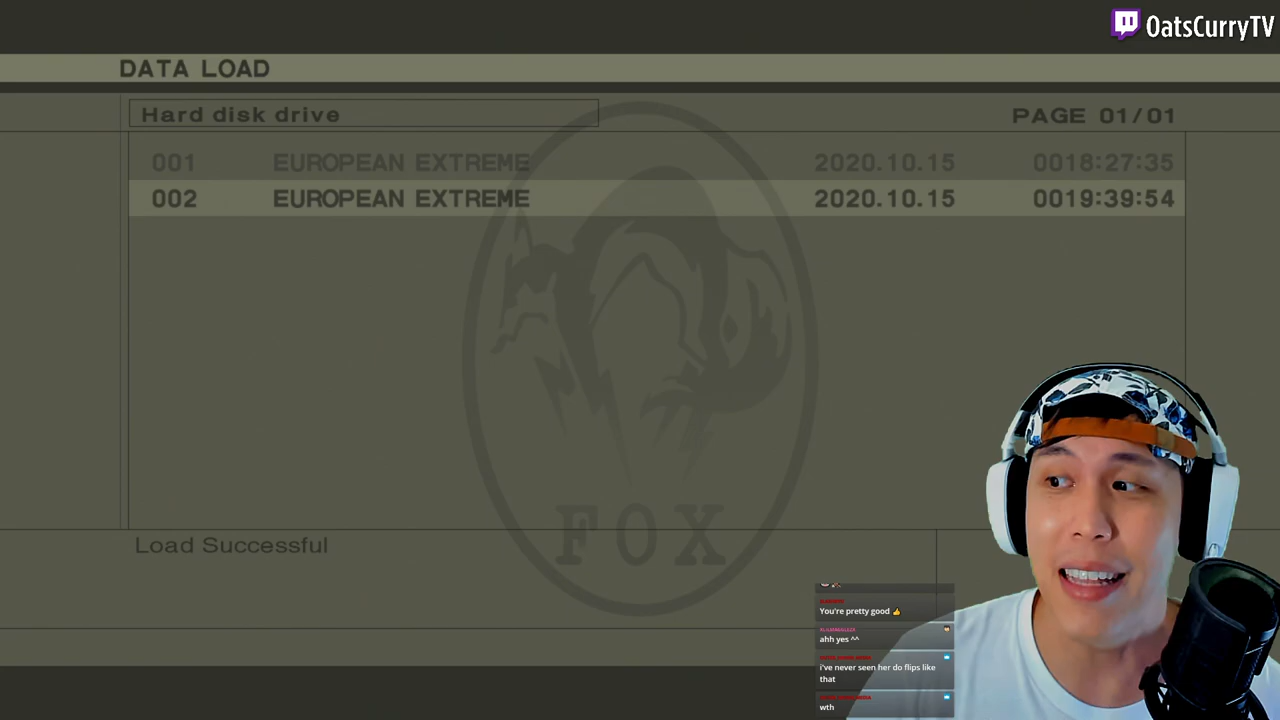 OatsCurryTV
DATA LOAD
Hard disk drive
PAGE 01/01
001 EUROPEAN EXTREME 2020.10.15 0018:27:35
002 EUROPEAN EXTREME 2020.10.15 0019:39:54
FOX
Load Successful
You're pretty good 👍
ahh yes ^^
i've never seen her do flips like
that
wth